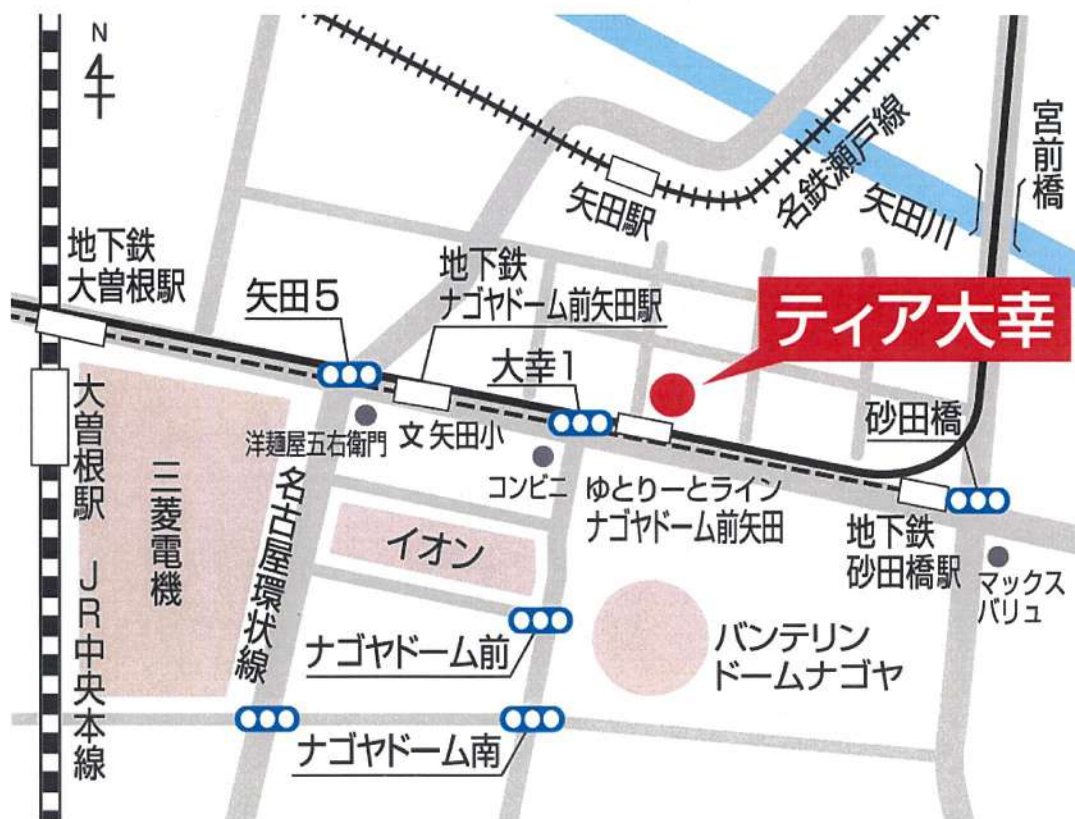 N
宮前橋
名鉄瀬戸線
矢田駅
矢田川
地下鉄
大曽根駅
地下鉄
ナゴヤドーム前矢田駅
矢田5
ティア大幸
大幸1
砂田橋
大曽根駅
JR中央本線
三菱電機
洋麺屋五右衛門
文 矢田小
コンビニ
ゆとりーとライン
ナゴヤドーム前矢田
地下鉄
砂田橋駅
マックス
バリュ
名古屋環状線
イオン
ナゴヤドーム前
バンテリン
ドームナゴヤ
ナゴヤドーム南